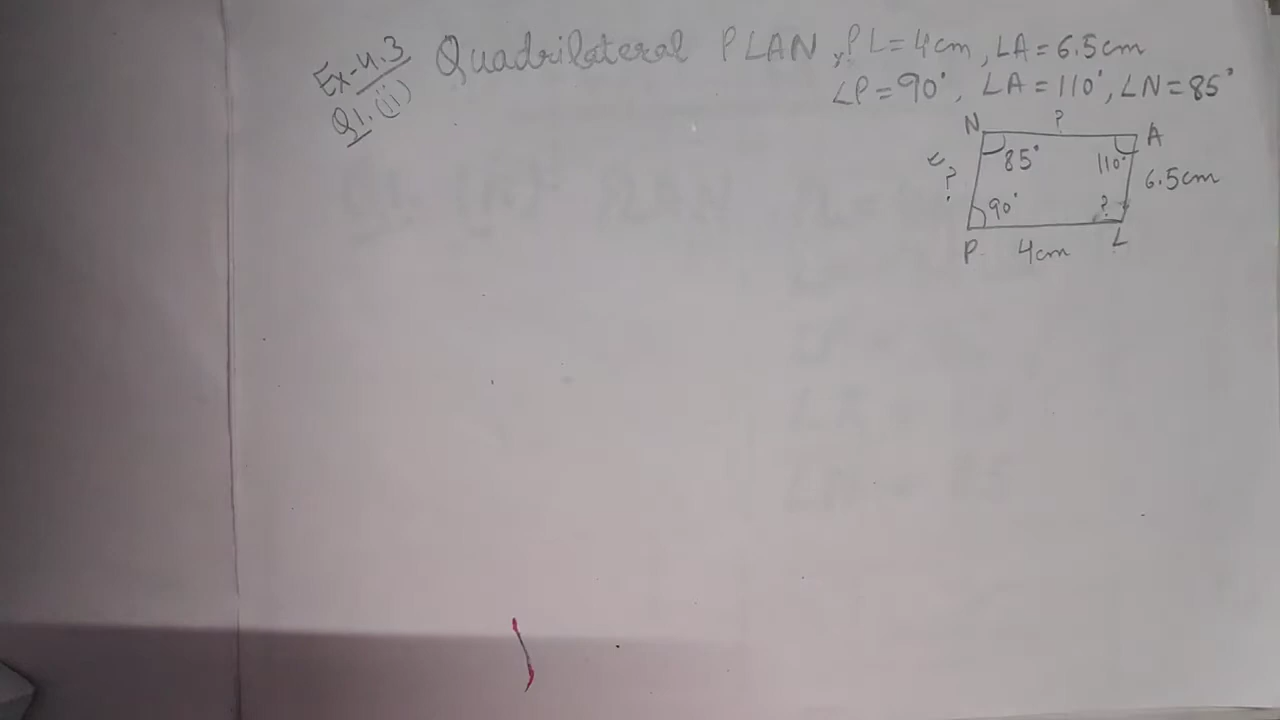 Ex-4.3
Q1.(ii)
Quadrilateral PLAN, PL=4cm, LA=6.5cm
∠P=90°, ∠A=110°, ∠N=85°
N ? A
85° 110°
? 6.5cm
90° ?
P 4cm L